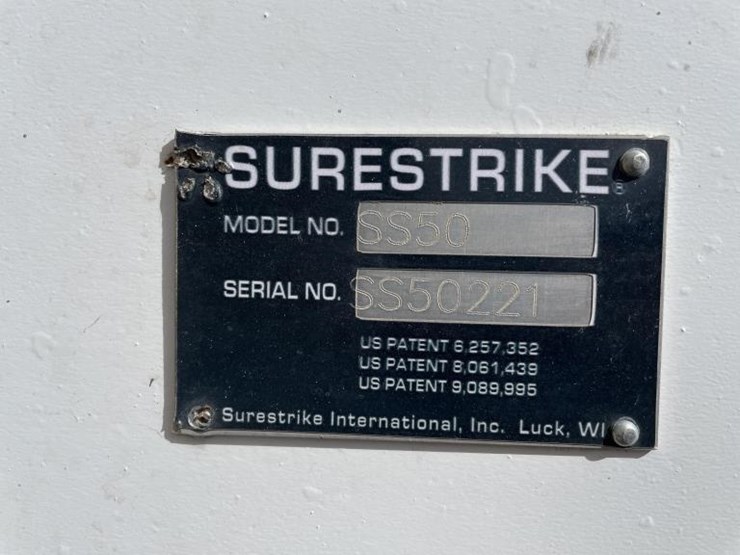 SURESTRIKE®
MODEL NO. SS50
SERIAL NO. SS50221
US PATENT 6,257,352
US PATENT 8,061,439
US PATENT 9,089,995
Surestrike International, Inc. Luck, WI